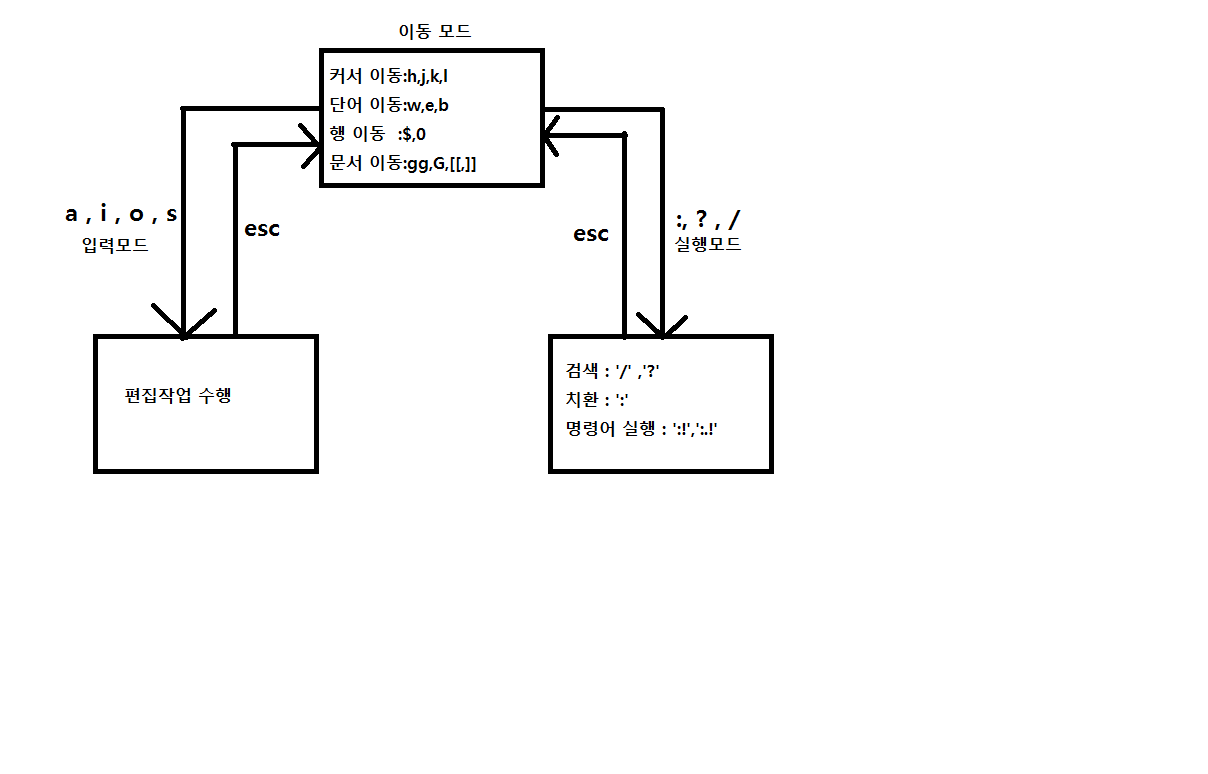 이동 모드
커서 이동:h,j,k,l
단어 이동:w,e,b
행 이동  :$,0
문서 이동:gg,G,[[,]]
a , i , o , s
입력모드
esc
esc
:, ? , /
실행모드
편집작업 수행
검색 : '/' ,'?'
치환 : ':'
명령어 실행 : ':!',':.!'